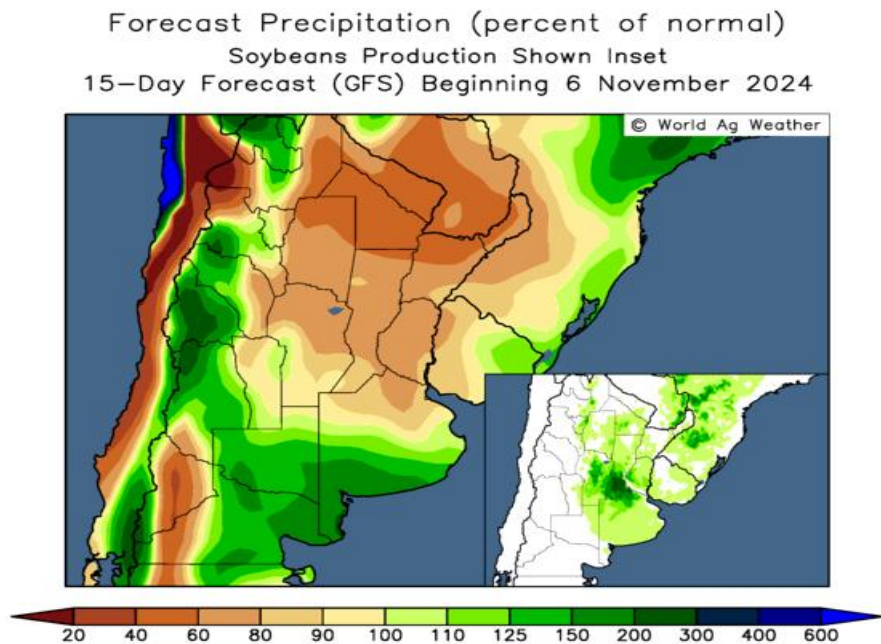 Forecast Precipitation (percent of normal)
Soybeans Production Shown Inset
15-Day Forecast (GFS) Beginning 6 November 2024
© World Ag Weather
20 40 60 80 90 100 110 125 150 200 300 400 600